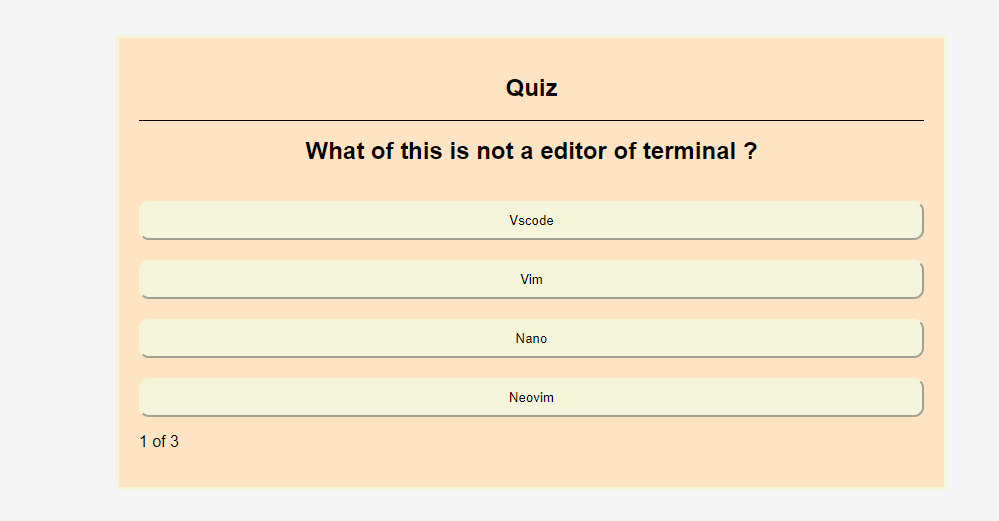 Quiz
What of this is not a editor of terminal ?
Vscode
Vim
Nano
Neovim
1 of 3